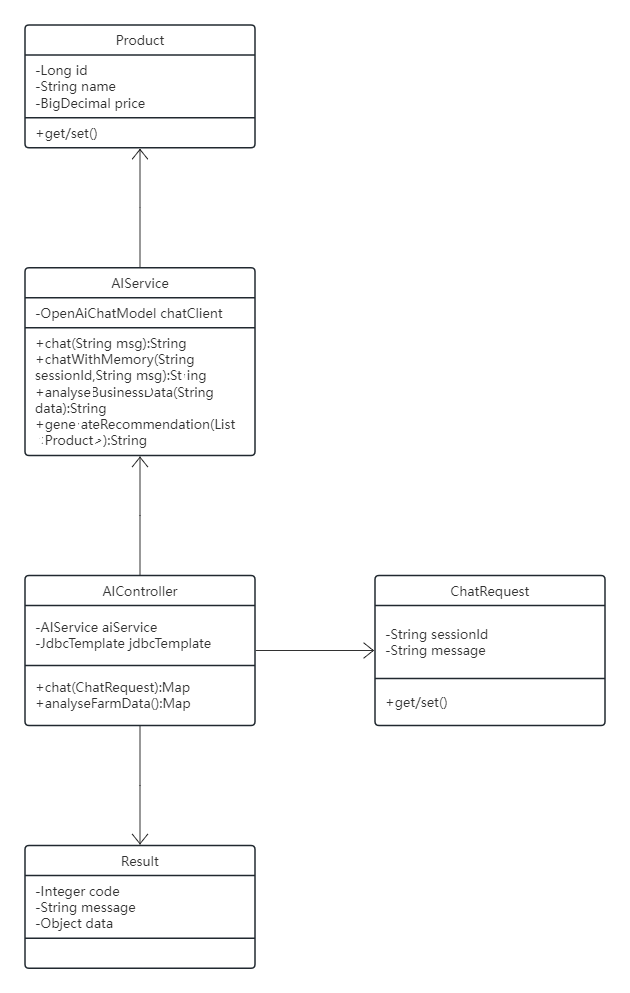 Product
-Long id
-String name
-BigDecimal price
+get/set()
AIService
-OpenAiChatModel chatClient
+chat(String msg):String
+chatWithMemory(String
sessionId,String msg):String
+analyseBusinessData(String
data):String
+generateRecommendation(List
<Product>):String
AIController
-AIService aiService
-JdbcTemplate jdbcTemplate
+chat(ChatRequest):Map
+analyseFarmData():Map
ChatRequest
-String sessionId
-String message
+get/set()
Result
-Integer code
-String message
-Object data